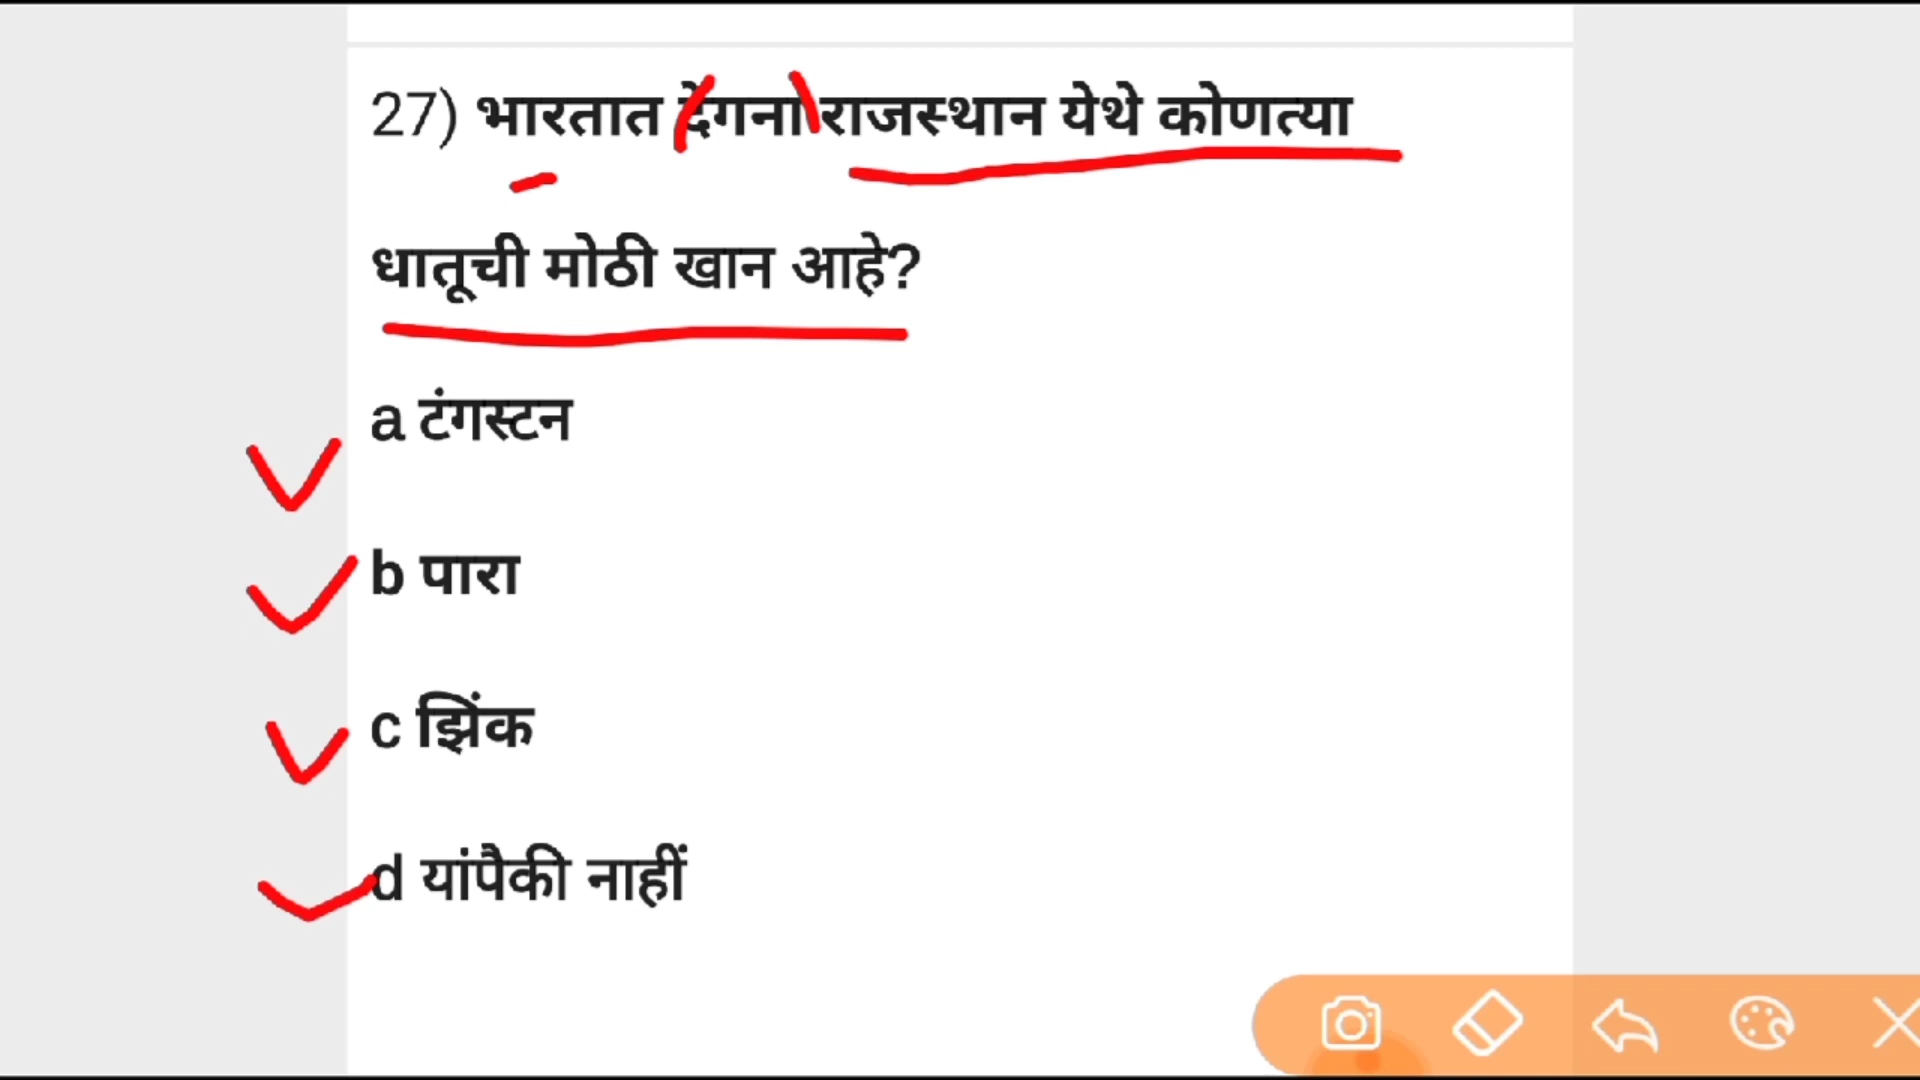 27) भारतात देगना राजस्थान येथे कोणत्या
धातूची मोठी खान आहे?
a टंगस्टन
b पारा
c झिंक
d यांपैकी नाहीं